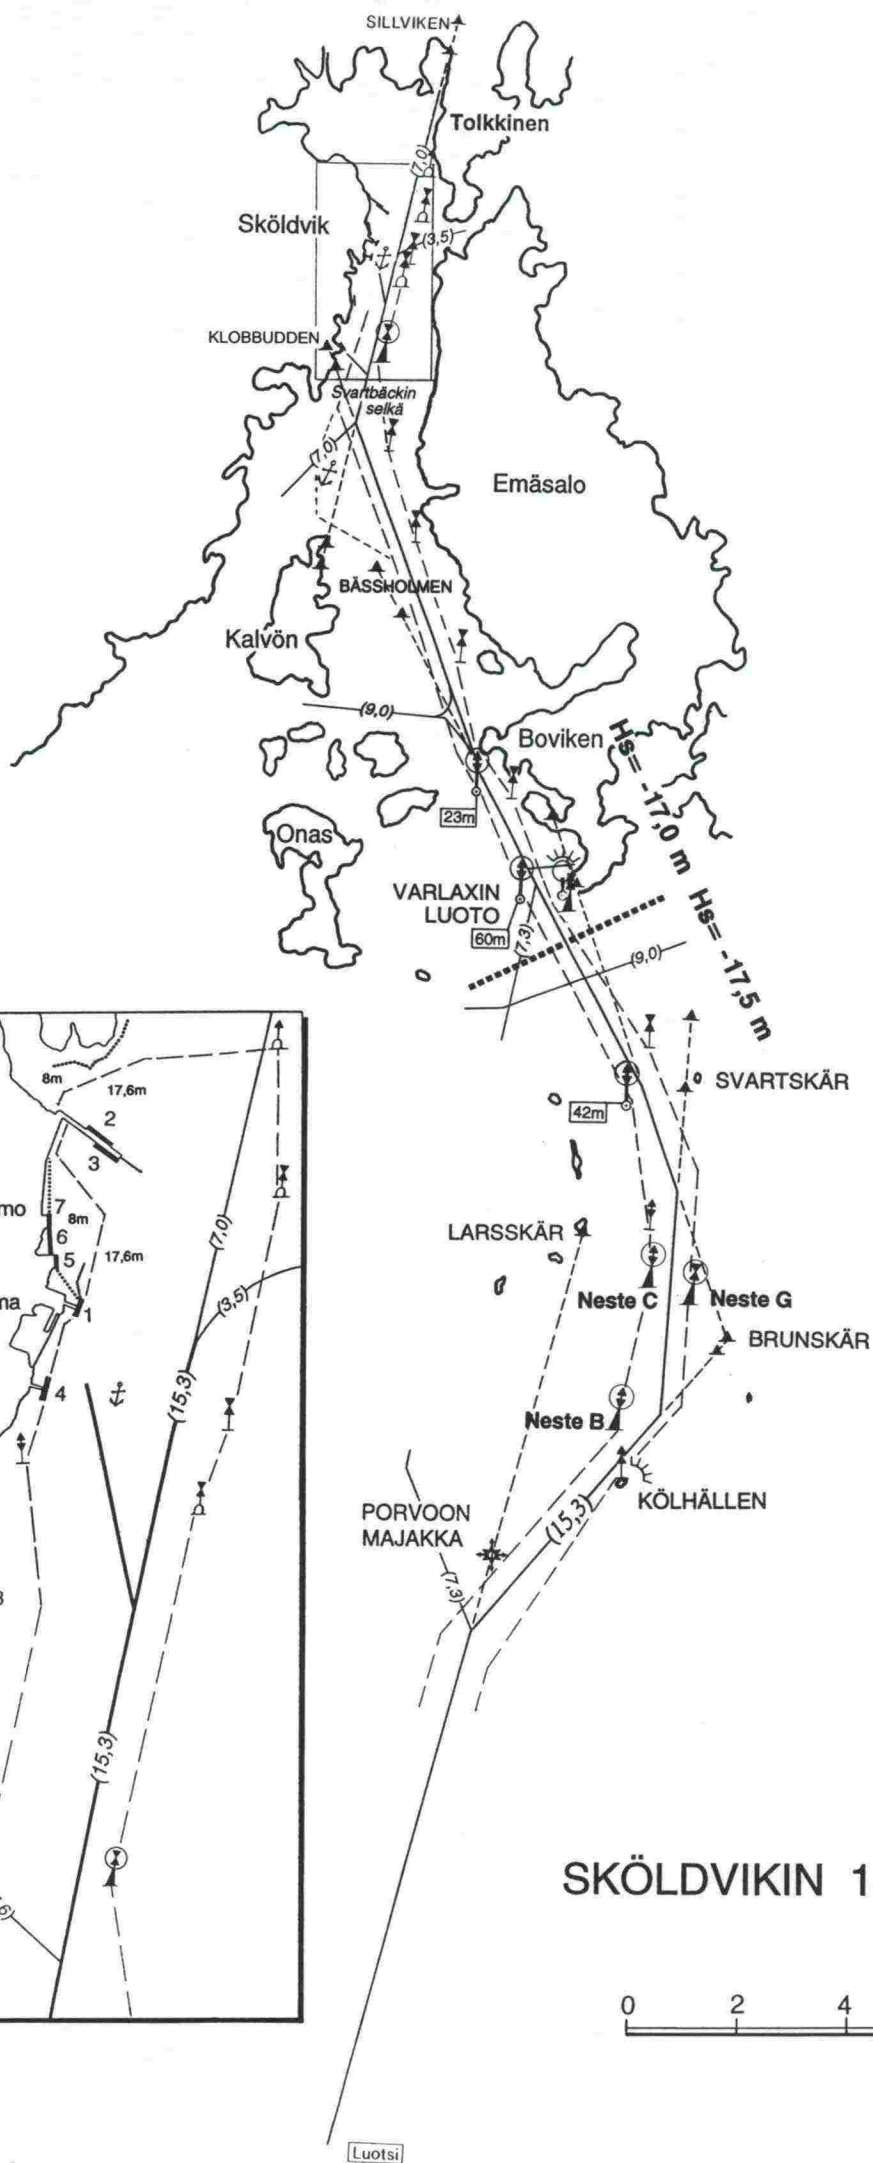 SILLVIKEN
Tolkkinen
(7,0)
Sköldvik
(3,5)
KLOBBUDDEN
Svartbäckin
selkä
(7,0)
Emäsalo
BÄSSHOLMEN
Kalvön
(9,0)
Boviken
Hs= -17,0 m Hs= -17,5 m
23m
Onas
VARLAXIN
LUOTO
60m
(7,3)
(9,0)
SVARTSKÄR
42m
LARSSKÄR
Neste C
Neste G
BRUNSKÄR
Neste B
KÖLHÄLLEN
PORVOON
MAJAKKA
(15,3)
(7,3)
8m
17,6m
2
3
mo
7
8m
6
5
17,6m
(7,0)
(3,5)
ma
1
(15,3)
4
(15,3)
SKÖLDVIKIN 1
0 2 4
Luotsi